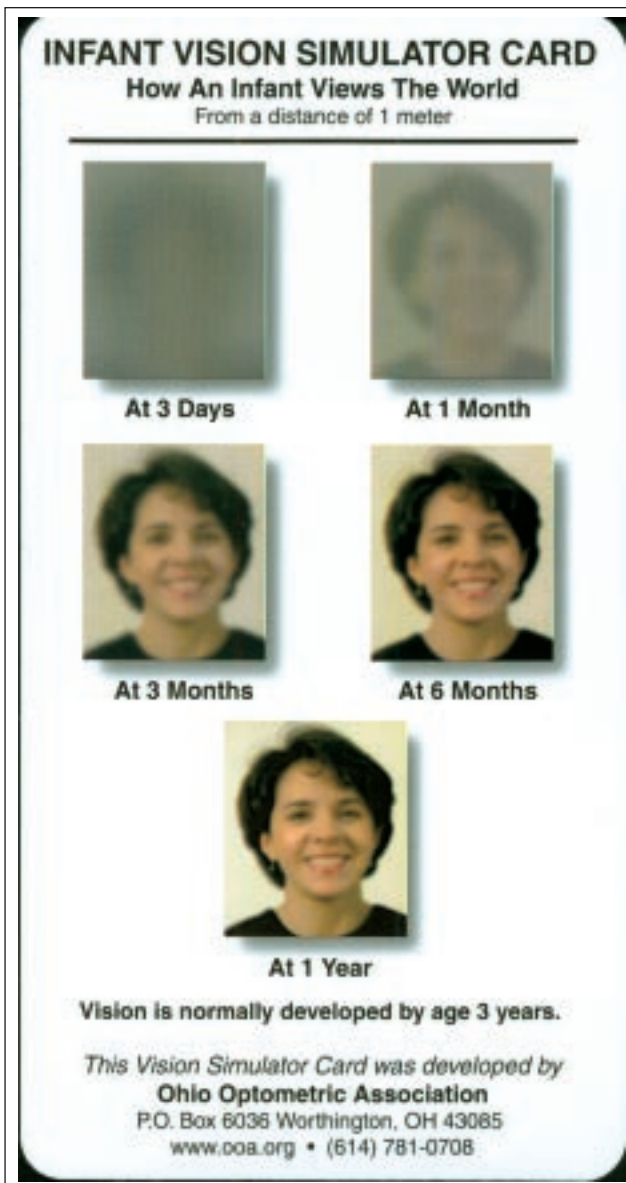 INFANT VISION SIMULATOR CARD
How An Infant Views The World
From a distance of 1 meter
At 3 Days
At 1 Month
At 3 Months
At 6 Months
At 1 Year
Vision is normally developed by age 3 years.
This Vision Simulator Card was developed by
Ohio Optometric Association
P.O. Box 6036 Worthington, OH 43085
www.ooa.org • (614) 781-0708